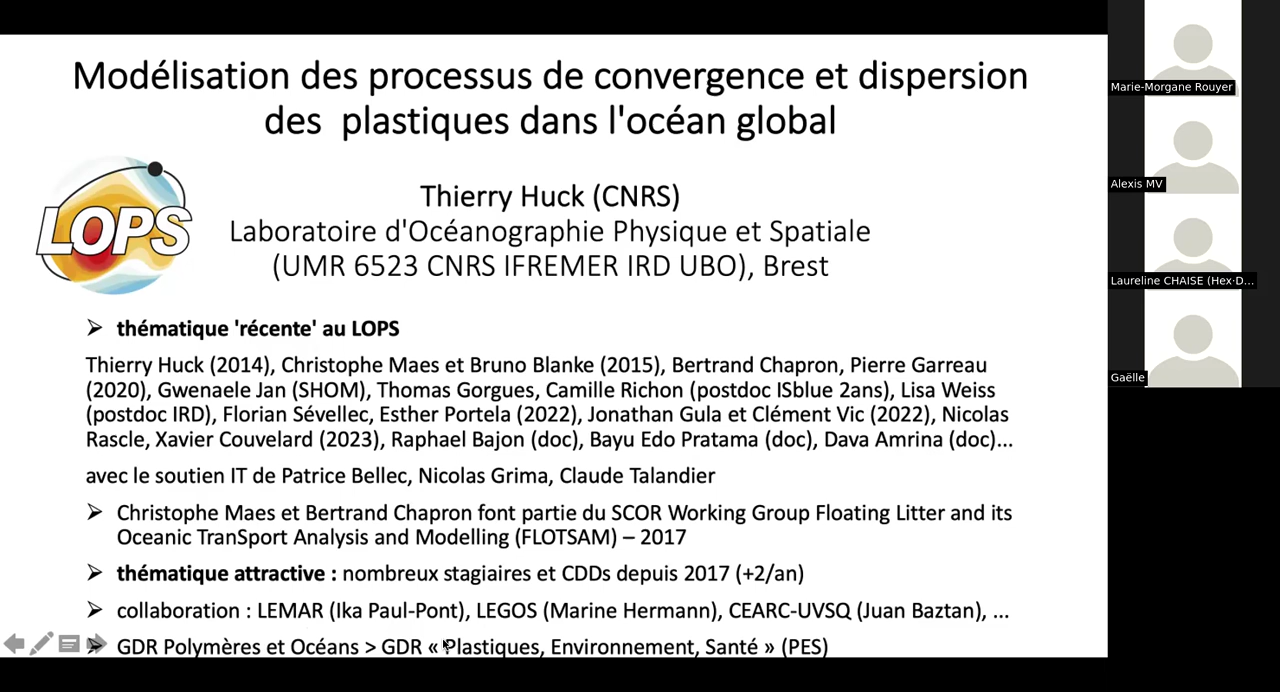 Modélisation des processus de convergence et dispersion
des plastiques dans l'océan global
LOPS
Thierry Huck (CNRS)
Laboratoire d'Océanographie Physique et Spatiale
(UMR 6523 CNRS IFREMER IRD UBO), Brest
➢ thématique 'récente' au LOPS
Thierry Huck (2014), Christophe Maes et Bruno Blanke (2015), Bertrand Chapron, Pierre Garreau
(2020), Gwenaele Jan (SHOM), Thomas Gorgues, Camille Richon (postdoc ISblue 2ans), Lisa Weiss
(postdoc IRD), Florian Sévellec, Esther Portela (2022), Jonathan Gula et Clément Vic (2022), Nicolas
Rascle, Xavier Couvelard (2023), Raphael Bajon (doc), Bayu Edo Pratama (doc), Dava Amrina (doc)...
avec le soutien IT de Patrice Bellec, Nicolas Grima, Claude Talandier
➢ Christophe Maes et Bertrand Chapron font partie du SCOR Working Group Floating Litter and its
Oceanic TranSport Analysis and Modelling (FLOTSAM) – 2017
➢ thématique attractive : nombreux stagiaires et CDDs depuis 2017 (+2/an)
➢ collaboration : LEMAR (Ika Paul-Pont), LEGOS (Marine Hermann), CEARC-UVSQ (Juan Baztan), ...
➢ GDR Polymères et Océans > GDR « Plastiques, Environnement, Santé » (PES)
Marie-Morgane Rouyer
Alexis MV
Laureline CHAISE (Hex·D...
Gaëlle